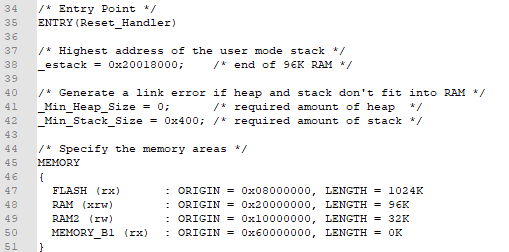 34 /* Entry Point */
35 ENTRY(Reset_Handler)
36
37 /* Highest address of the user mode stack */
38 _estack = 0x20018000;    /* end of 96K RAM */
39
40 /* Generate a link error if heap and stack don't fit into RAM */
41 _Min_Heap_Size = 0;      /* required amount of heap  */
42 _Min_Stack_Size = 0x400; /* required amount of stack */
43
44 /* Specify the memory areas */
45 MEMORY
46 {
47   FLASH (rx)      : ORIGIN = 0x08000000, LENGTH = 1024K
48   RAM (xrw)       : ORIGIN = 0x20000000, LENGTH = 96K
49   RAM2 (rw)       : ORIGIN = 0x10000000, LENGTH = 32K
50   MEMORY_B1 (rx)  : ORIGIN = 0x60000000, LENGTH = 0K
51 }